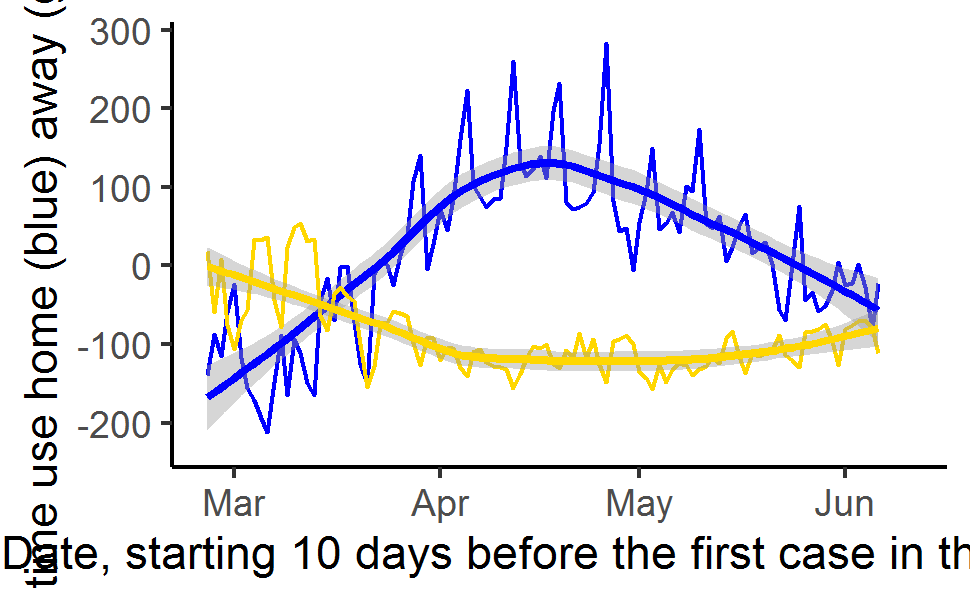 time use home (blue) away (
300
200
100
0
-100
-200
Mar Apr May Jun
Date, starting 10 days before the first case in th